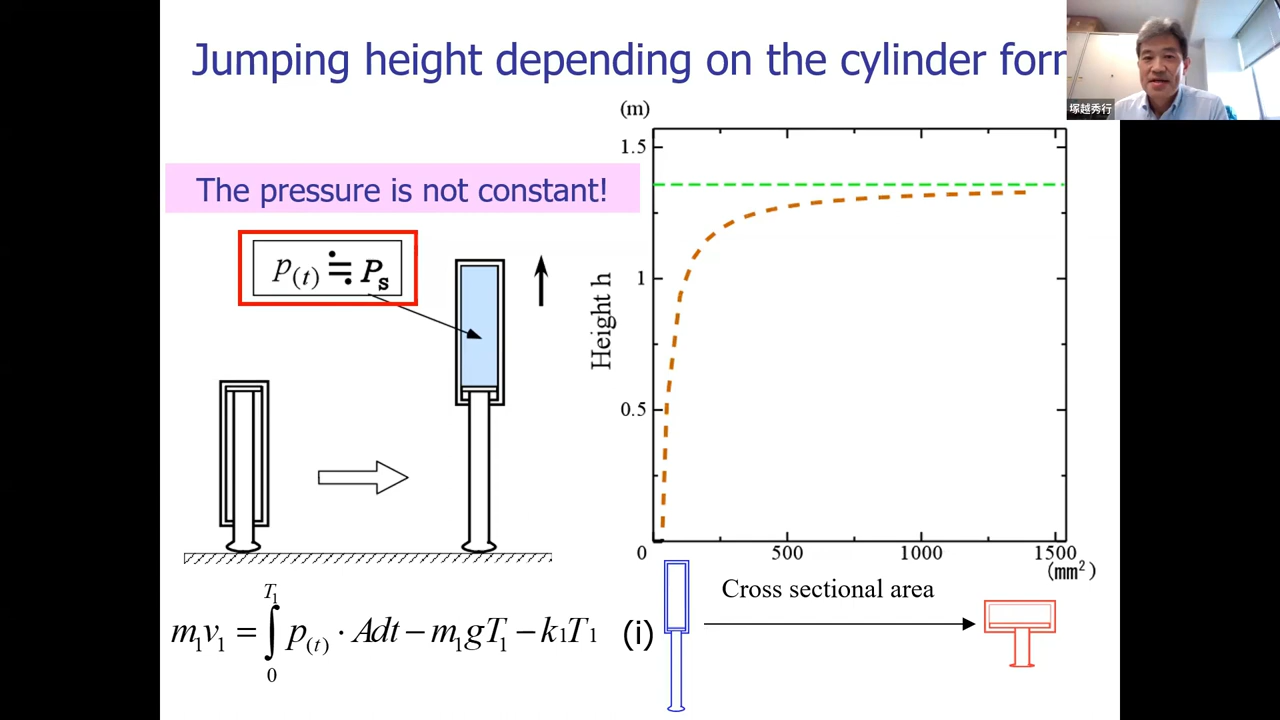 Jumping height depending on the cylinder for
塚越秀行
(m)
1.5
The pressure is not constant!
p(t) ≒ Ps
1
Height h
0.5
0
500
1000
1500
(mm²)
Cross sectional area
m₁v₁ = ∫₀^T₁ p(t) · Adt − m₁gT₁ − k₁T₁ (i)